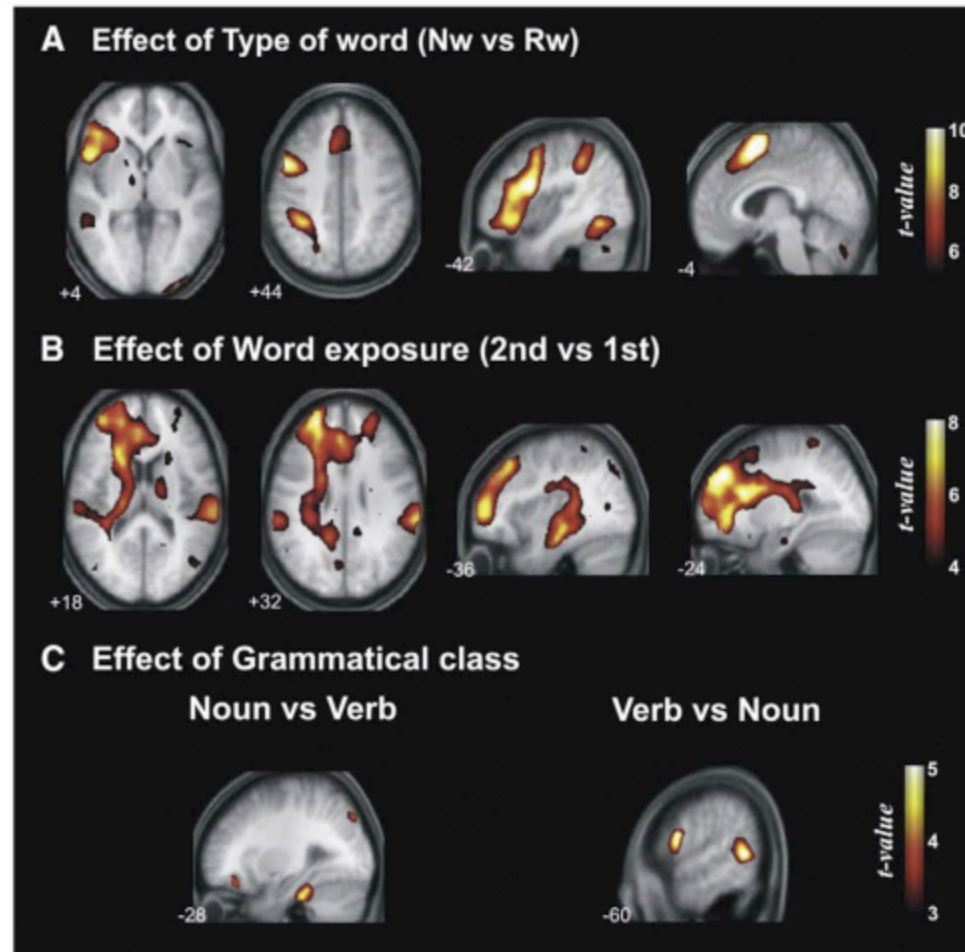 A Effect of Type of word (Nw vs Rw)
10
8
6
t-value
+4
+44
-42
-4
B Effect of Word exposure (2nd vs 1st)
8
6
4
t-value
+18
+32
-36
-24
C Effect of Grammatical class
Noun vs Verb
Verb vs Noun
5
4
3
t-value
-28
-60